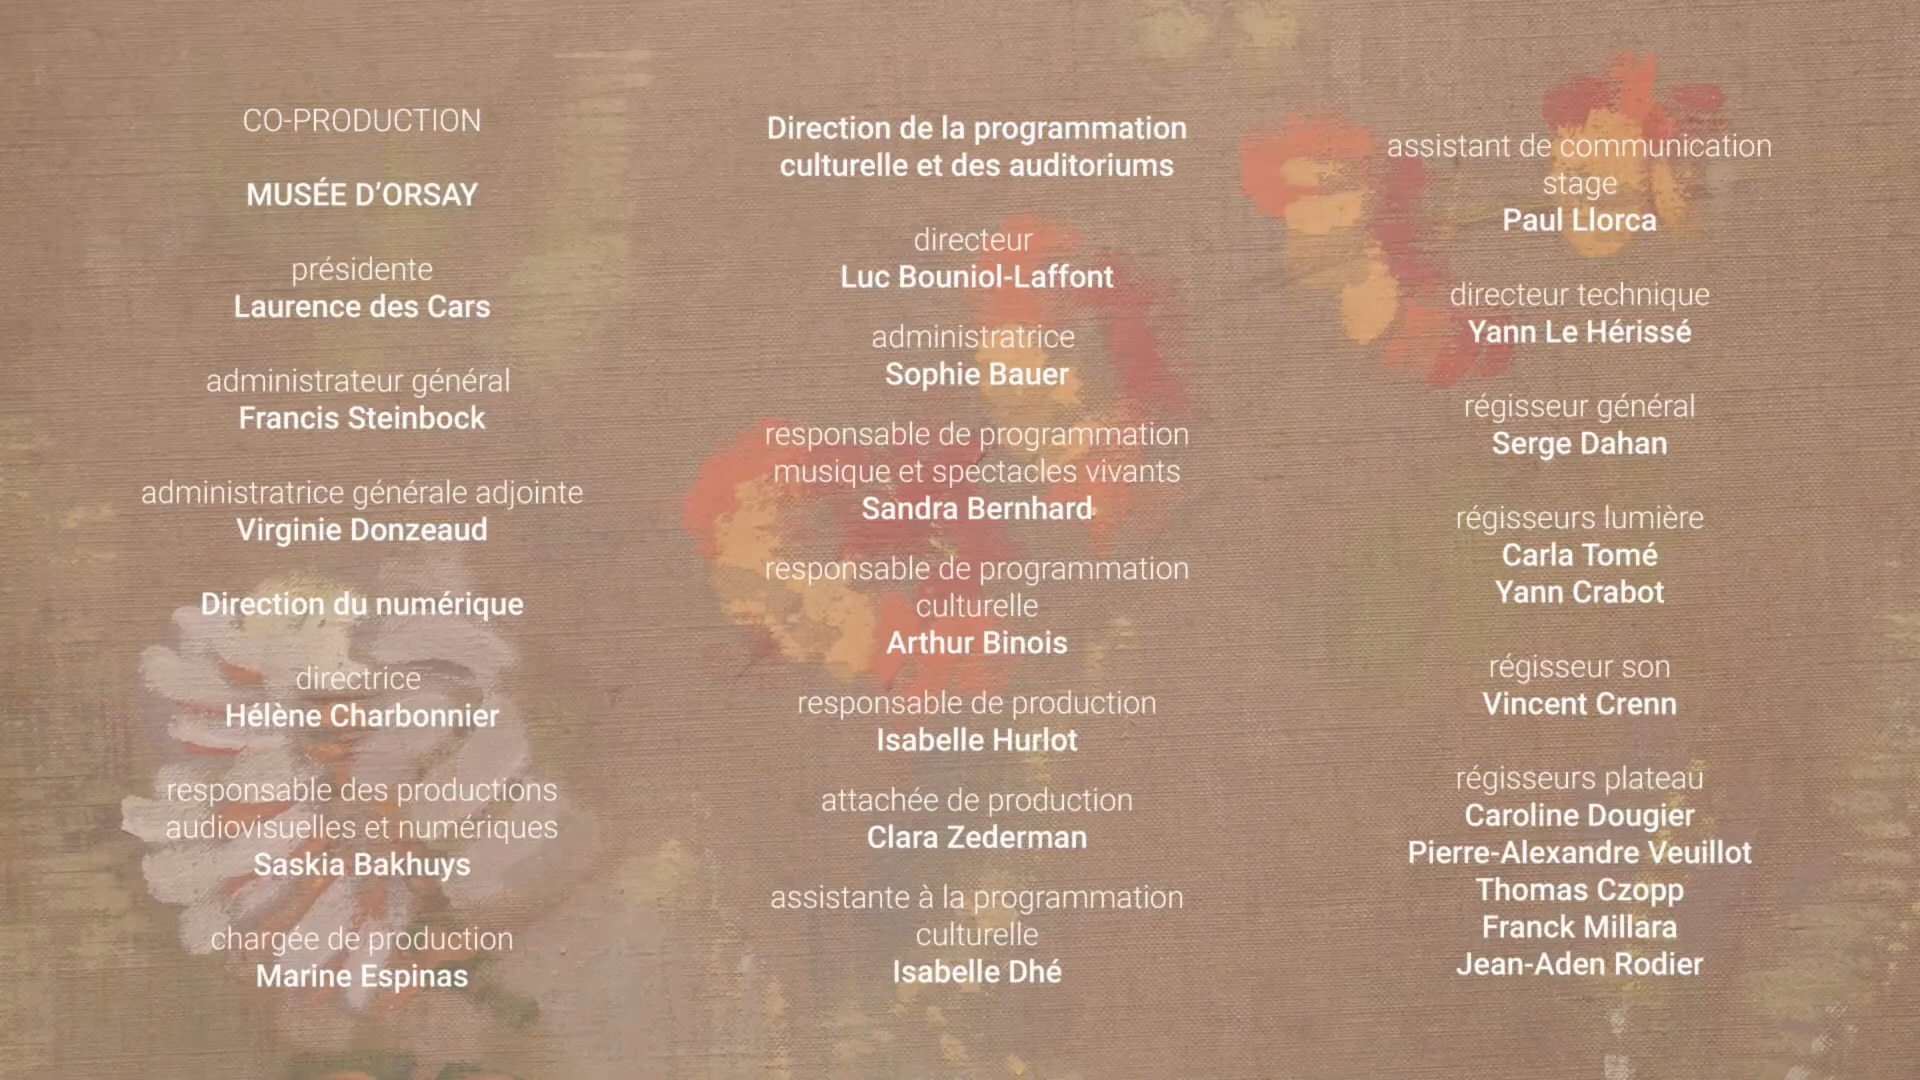 CO-PRODUCTION
MUSÉE D'ORSAY
présidente
Laurence des Cars
administrateur général
Francis Steinbock
administratrice générale adjointe
Virginie Donzeaud
Direction du numérique
directrice
Hélène Charbonnier
responsable des productions
audiovisuelles et numériques
Saskia Bakhuys
chargée de production
Marine Espinas
Direction de la programmation
culturelle et des auditoriums
directeur
Luc Bouniol-Laffont
administratrice
Sophie Bauer
responsable de programmation
musique et spectacles vivants
Sandra Bernhard
responsable de programmation
culturelle
Arthur Binois
responsable de production
Isabelle Hurlot
attachée de production
Clara Zederman
assistante à la programmation
culturelle
Isabelle Dhé
assistant de communication
stage
Paul Llorca
directeur technique
Yann Le Hérissé
régisseur général
Serge Dahan
régisseurs lumière
Carla Tomé
Yann Crabot
régisseur son
Vincent Crenn
régisseurs plateau
Caroline Dougier
Pierre-Alexandre Veuillot
Thomas Czopp
Franck Millara
Jean-Aden Rodier